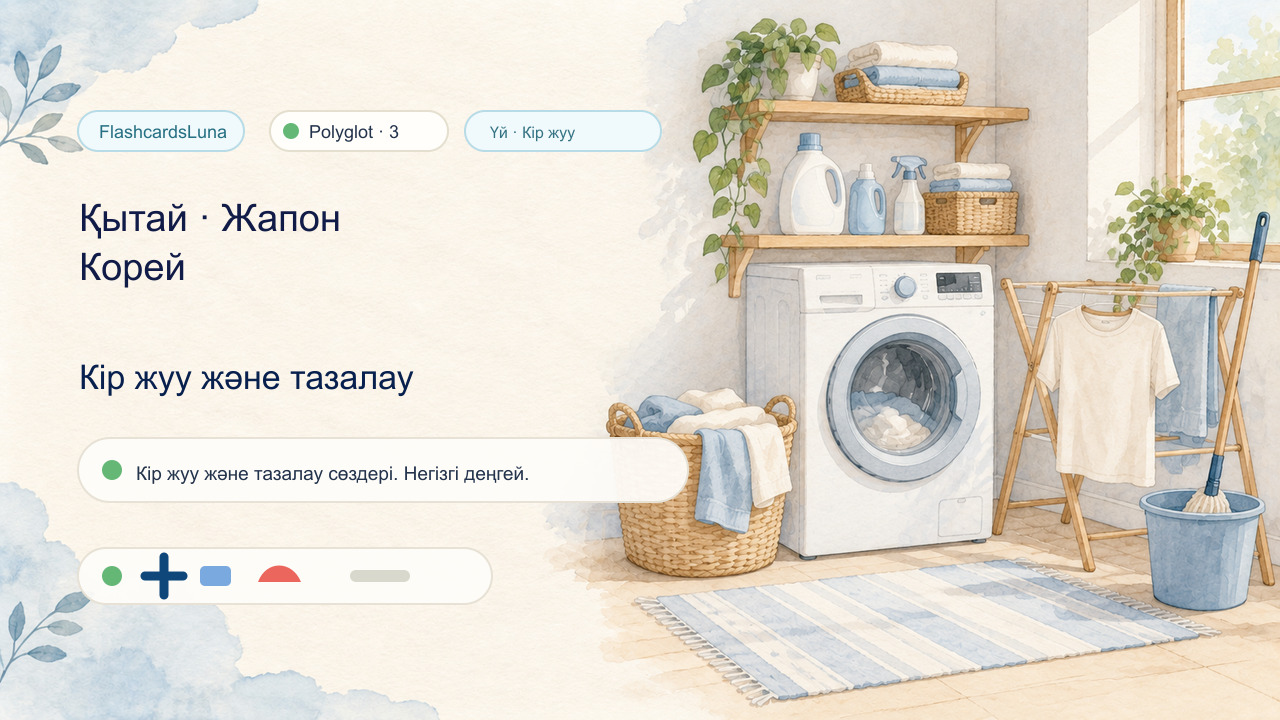 FlashcardsLuna
Polyglot · 3
Үй · Кір жуу
Қытай · Жапон
Корей
Кір жуу және тазалау
Кір жуу және тазалау сөздері. Негізгі деңгей.